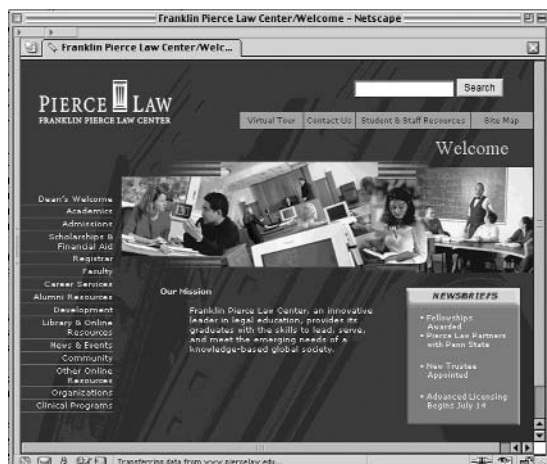 Franklin Pierce Law Center/Welcome - Netscape
Franklin Pierce Law Center/Welc...
Search
PIERCE LAW
FRANKLIN PIERCE LAW CENTER
Virtual Tour
Contact Us
Student & Staff Resources
Site Map
Welcome
Dean's Welcome
Academics
Admissions
Scholarships &
Financial Aid
Registrar
Faculty
Career Services
Alumni Resources
Development
Library & Online
Resources
News & Events
Community
Other Online
Resources
Organizations
Clinical Programs
Our Mission
Franklin Pierce Law Center, an innovative
leader in legal education, provides its
graduates with the skills to lead, serve,
and meet the emerging needs of a
knowledge-based global society.
NEWSBRIEFS
• Fellowships
Awarded
• Pierce Law Partners
with Penn State
• New Trustee
Appointed
• Advanced Licensing
Begins July 14
Transferring data from www.piercelaw.edu...